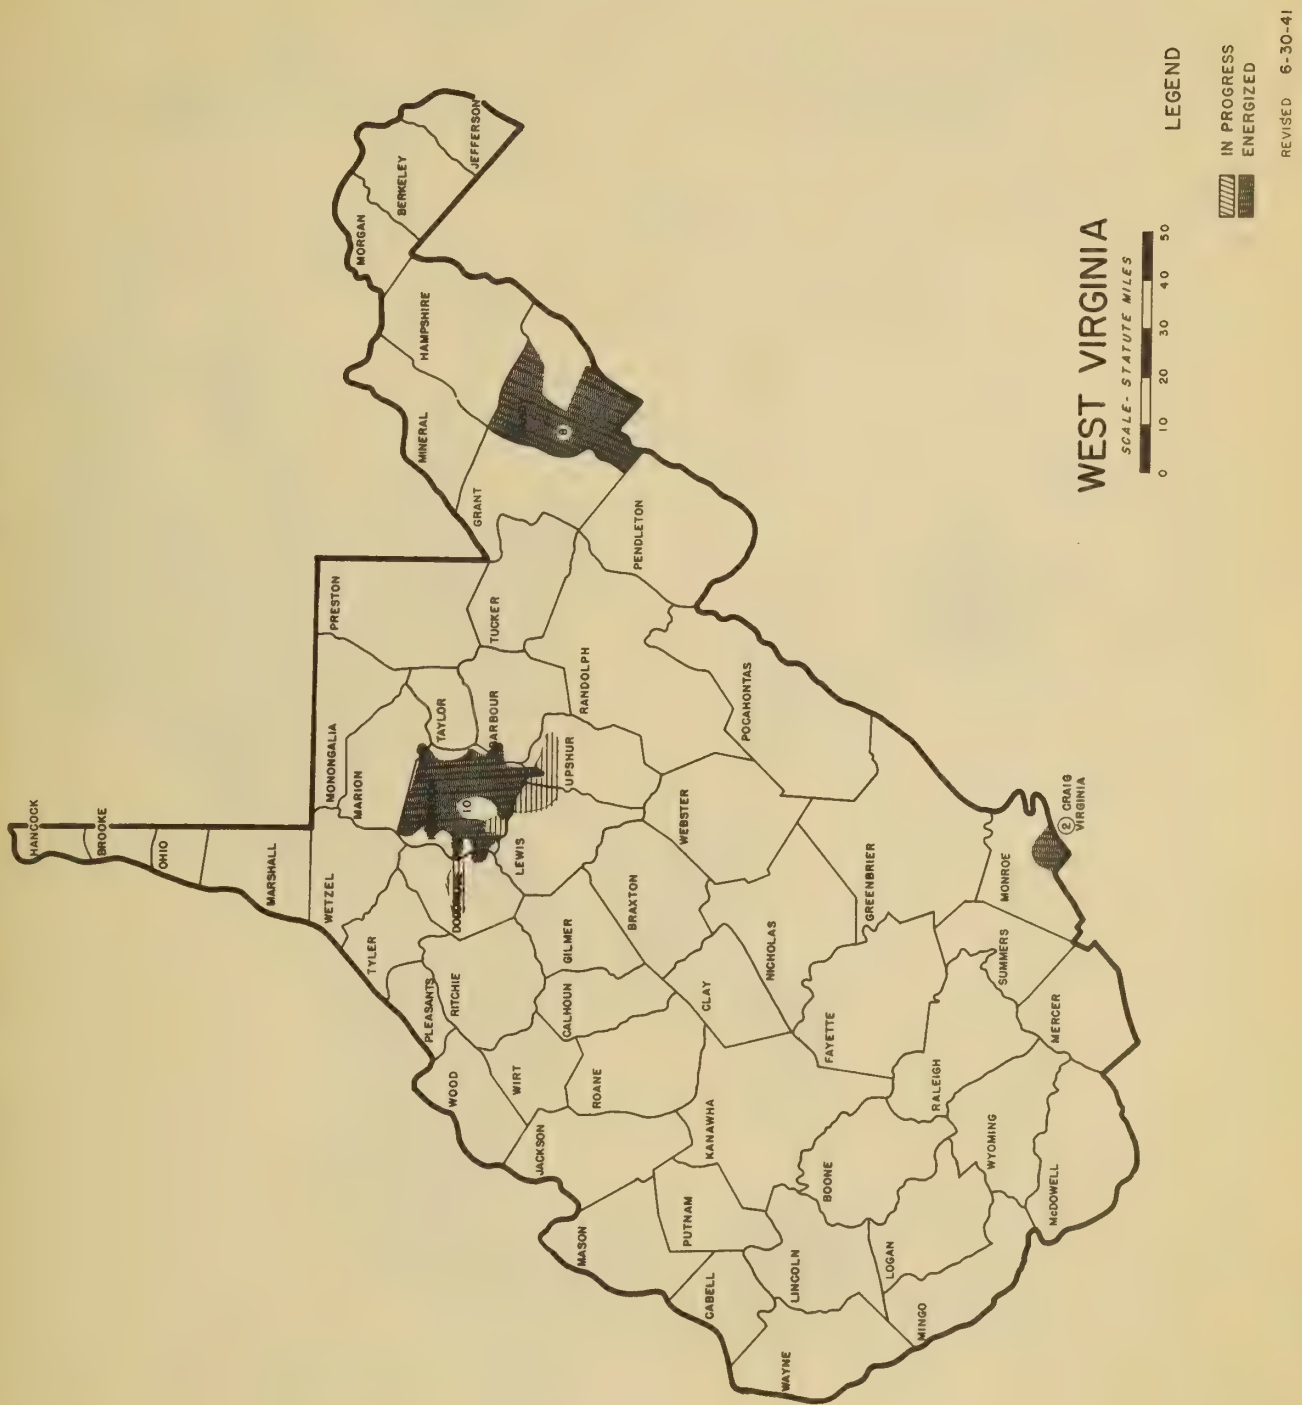 HANCOCK
BROOKE
OHIO
MARSHALL
WETZEL
MONONGALIA
MARION
PRESTON
TYLER
PLEASANTS
RITCHIE
TAYLOR
BARBOUR
TUCKER
GRANT
MINERAL
HAMPSHIRE
MORGAN
BERKELEY
JEFFERSON
WOOD
WIRT
CALHOUN
GILMER
LEWIS
10
UPSHUR
RANDOLPH
PENDLETON
8
JACKSON
ROANE
BRAXTON
WEBSTER
POCAHONTAS
MASON
PUTNAM
KANAWHA
CLAY
NICHOLAS
GREENBRIER
CABELL
LINCOLN
BOONE
FAYETTE
WAYNE
LOGAN
RALEIGH
SUMMERS
MONROE
MINGO
WYOMING
McDOWELL
MERCER
2 CRAIG
VIRGINIA
WEST VIRGINIA
SCALE- STATUTE MILES
0 10 20 30 40 50
LEGEND
IN PROGRESS
ENERGIZED
REVISED 6-30-41